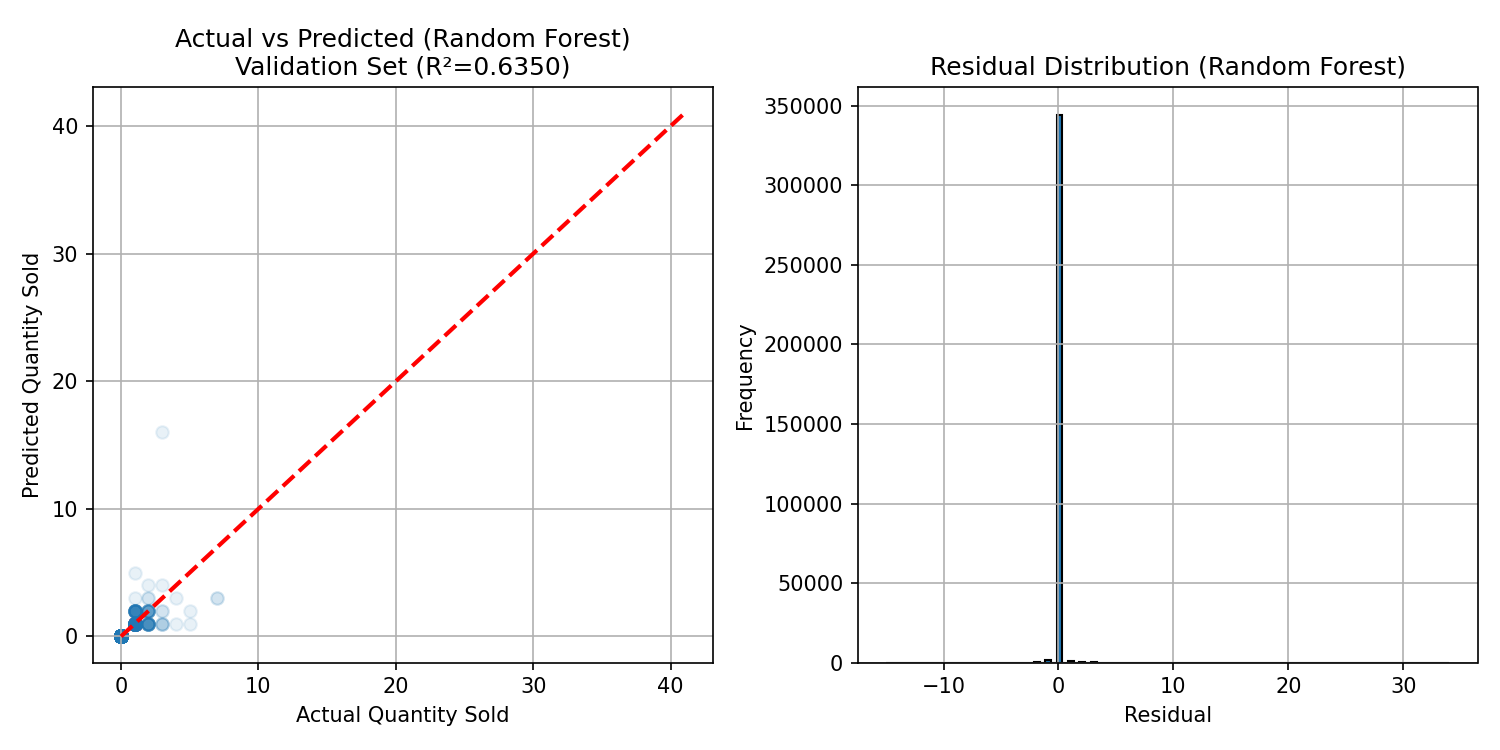 Actual vs Predicted (Random Forest)
Validation Set (R²=0.6350)
40
30
20
10
0
Predicted Quantity Sold
0 10 20 30 40
Actual Quantity Sold
Residual Distribution (Random Forest)
350000
300000
250000
200000
150000
100000
50000
0
Frequency
−10 0 10 20 30
Residual